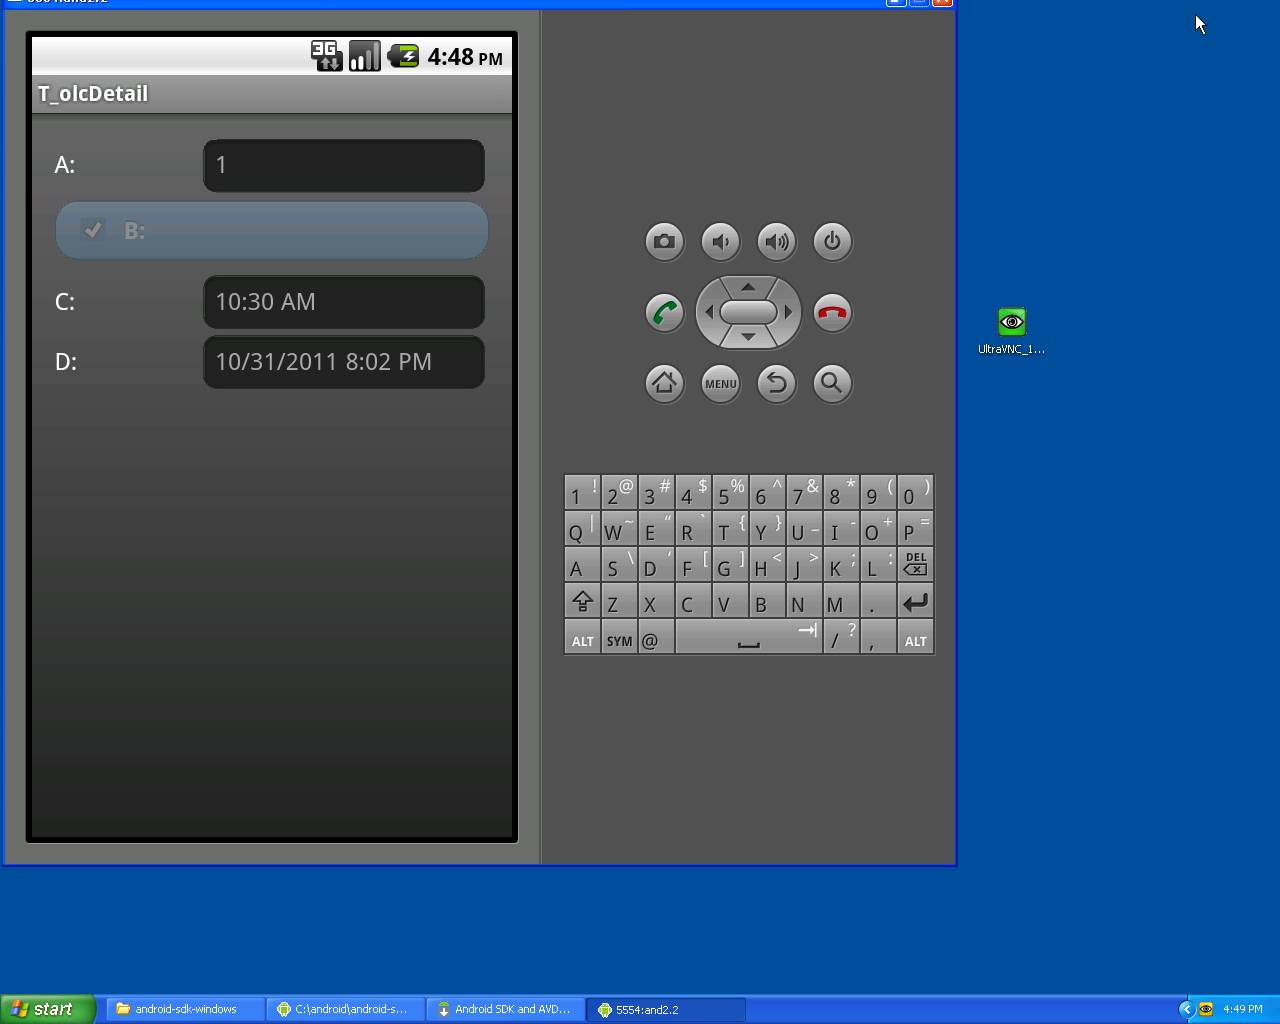 3G 4:48 PM
T_olcDetail
A: 1
B:
C: 10:30 AM
D: 10/31/2011 8:02 PM
MENU
UltraVNC_1...
1 ! 2 @ 3 # 4 $ 5 % 6 ^ 7 & 8 * 9 ( 0 )
Q | W ~ E " R ` T { Y } U _ I - O + P =
A S \ D ' F [ G ] H < J > K ; L : DEL
Z X C V B N M .
ALT SYM @ / ? , ALT
start android-sdk-windows C:\android\android-s... Android SDK and AVD... 5554:and2.2 4:49 PM